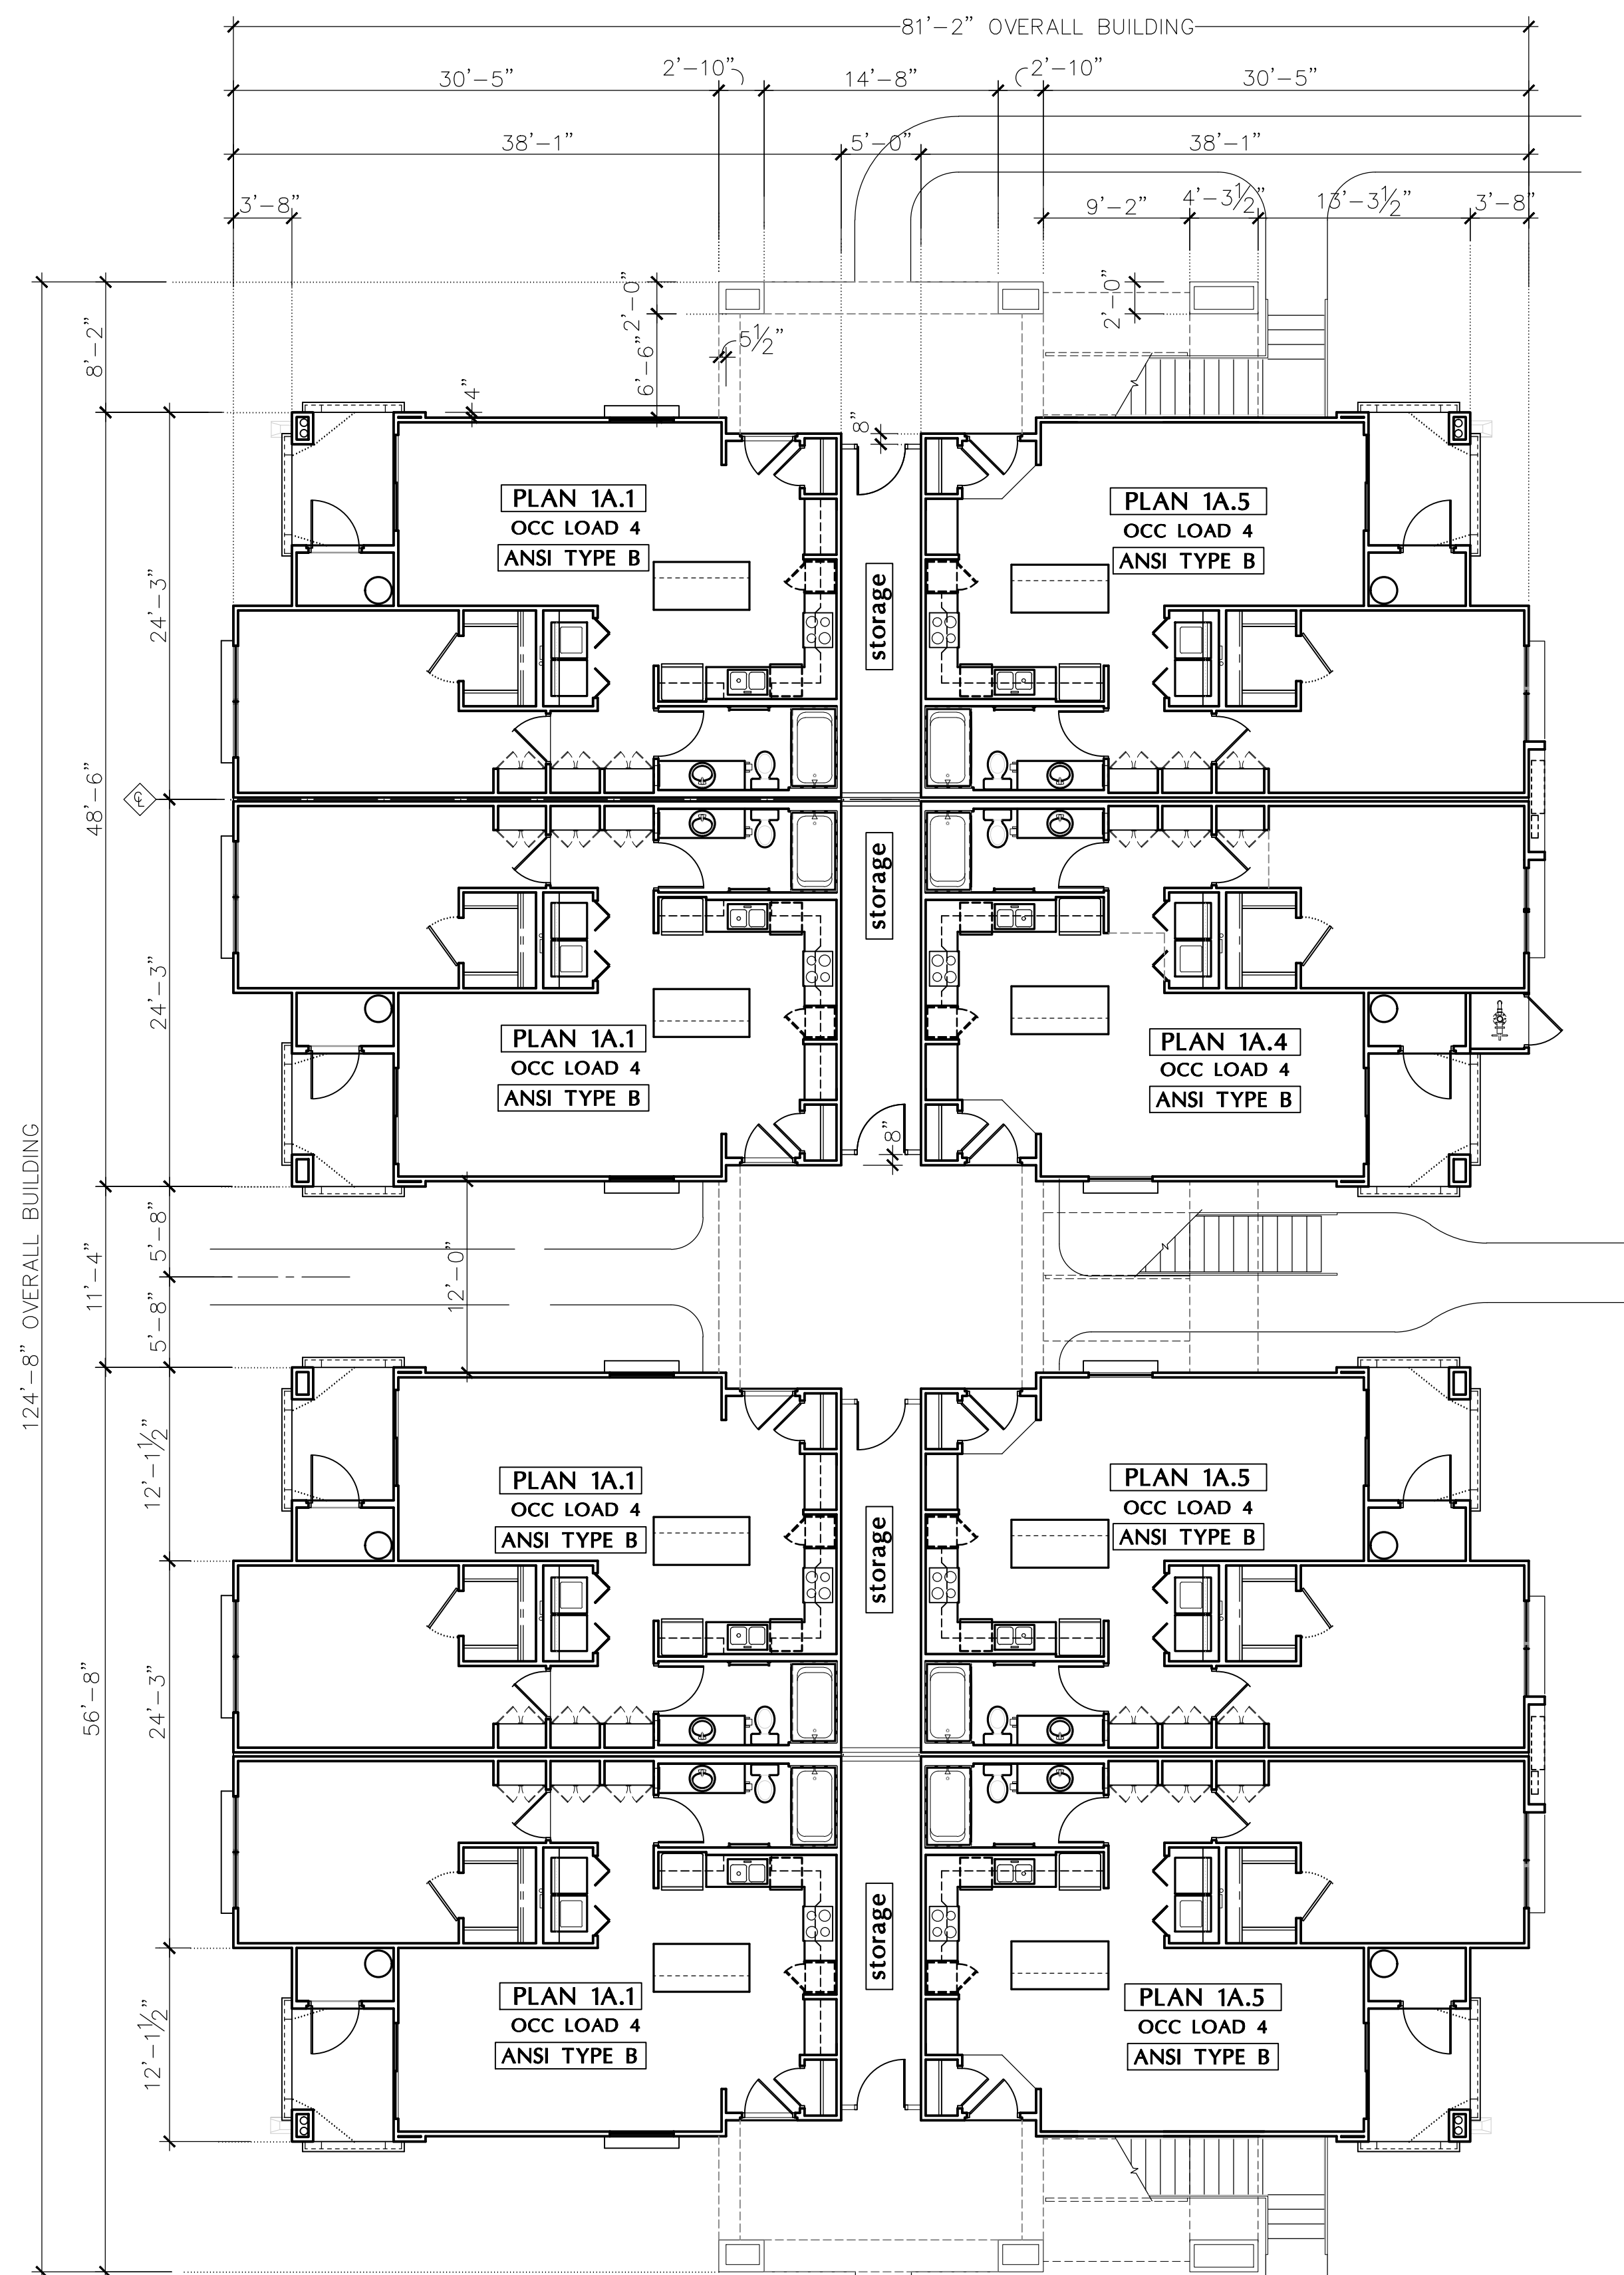 81'-2" OVERALL BUILDING
30'-5"
2'-10"
14'-8"
2'-10"
30'-5"
38'-1"
5'-0"
38'-1"
3'-8"
9'-2"
4'-3½"
13'-3½"
3'-8"
8'-2"
2'-0"
6'-6"
5½"
2'-0"
4"
8"
PLAN 1A.1
OCC LOAD 4
ANSI TYPE B
PLAN 1A.5
OCC LOAD 4
ANSI TYPE B
storage
24'-3"
48'-6"
℄
storage
24'-3"
PLAN 1A.1
OCC LOAD 4
ANSI TYPE B
PLAN 1A.4
OCC LOAD 4
ANSI TYPE B
8"
124'-8" OVERALL BUILDING
11'-4"
5'-8"
5'-8"
12'-0"
12'-1½"
PLAN 1A.1
OCC LOAD 4
ANSI TYPE B
PLAN 1A.5
OCC LOAD 4
ANSI TYPE B
storage
56'-8"
24'-3"
storage
12'-1½"
PLAN 1A.1
OCC LOAD 4
ANSI TYPE B
PLAN 1A.5
OCC LOAD 4
ANSI TYPE B